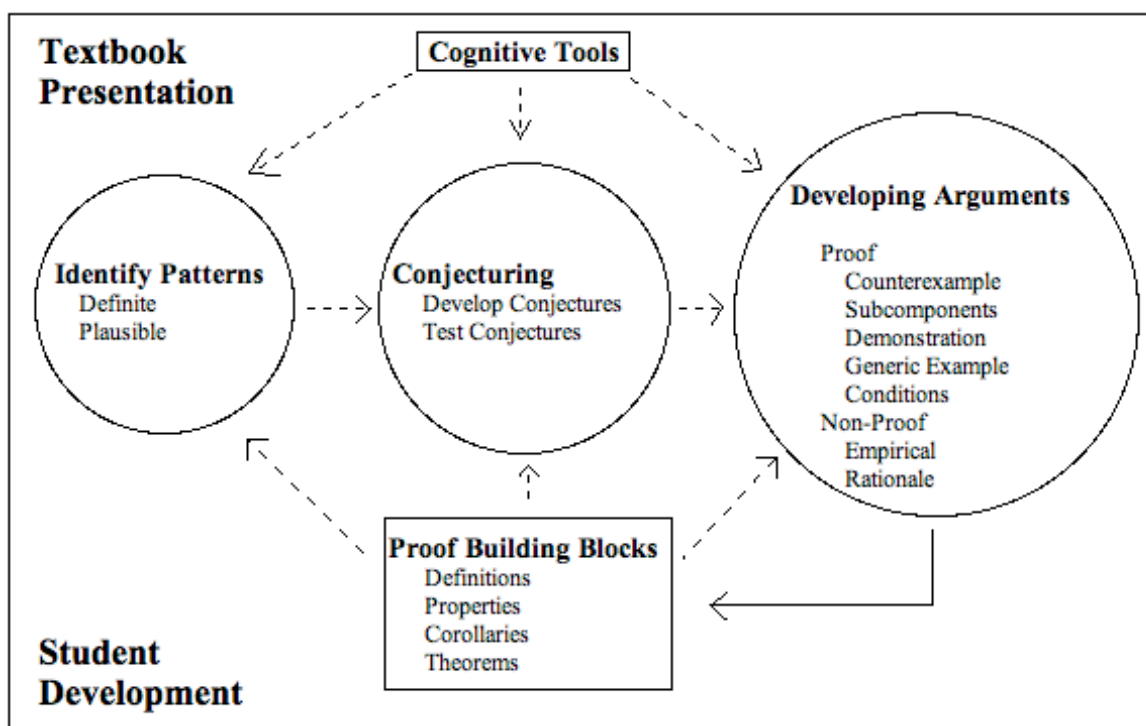 Textbook
Presentation
Cognitive Tools
Identify Patterns
Definite
Plausible
Conjecturing
Develop Conjectures
Test Conjectures
Developing Arguments
Proof
Counterexample
Subcomponents
Demonstration
Generic Example
Conditions
Non-Proof
Empirical
Rationale
Proof Building Blocks
Definitions
Properties
Corollaries
Theorems
Student
Development